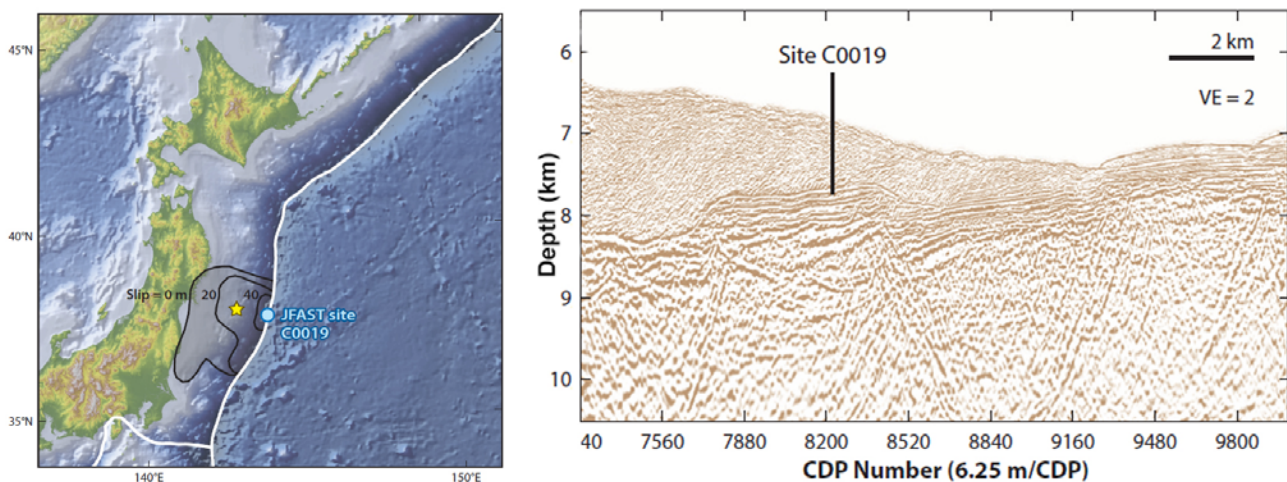 45°N
40°N
35°N
140°E
150°E
Slip = 0 m
20
40
JFAST site
C0019
Site C0019
2 km
VE = 2
Depth (km)
6
7
8
9
10
40
7560
7880
8200
8520
8840
9160
9480
9800
CDP Number (6.25 m/CDP)